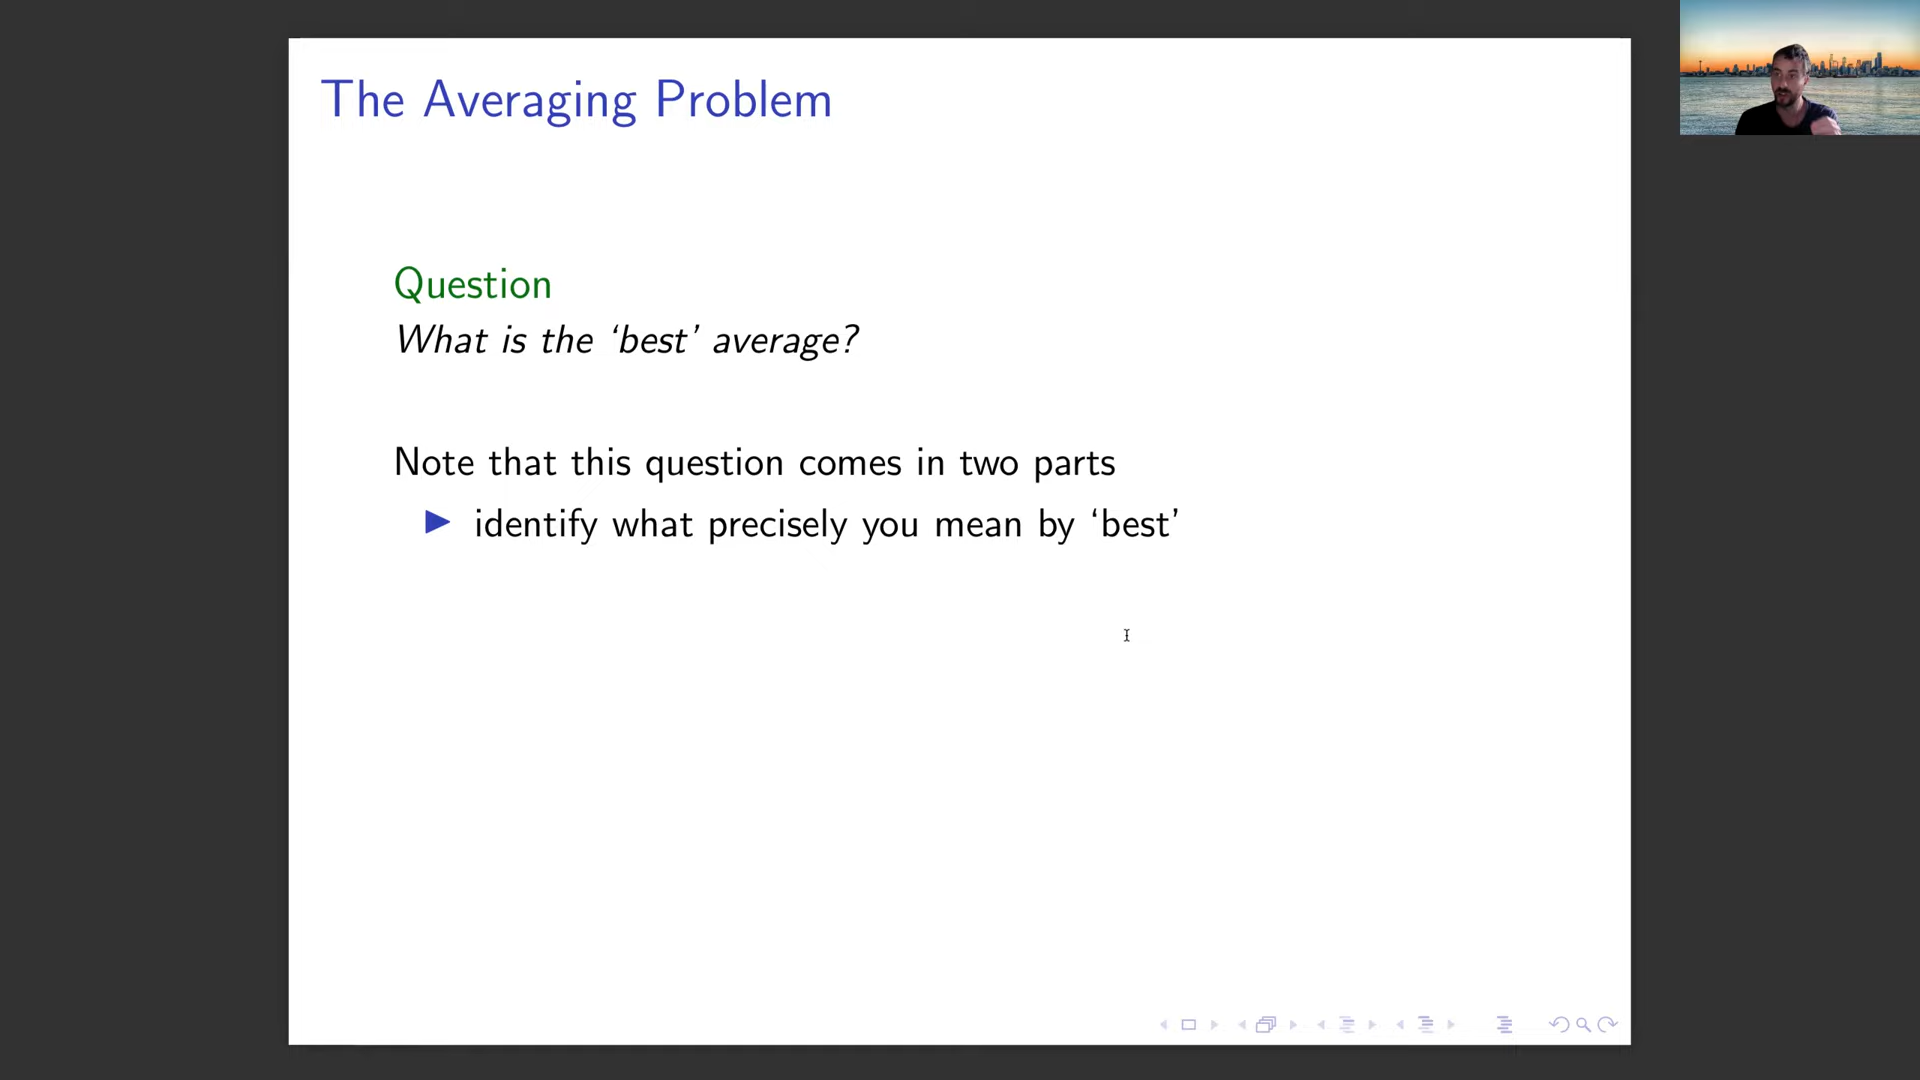 The Averaging Problem
Question
What is the ‘best’ average?
Note that this question comes in two parts
identify what precisely you mean by ‘best’